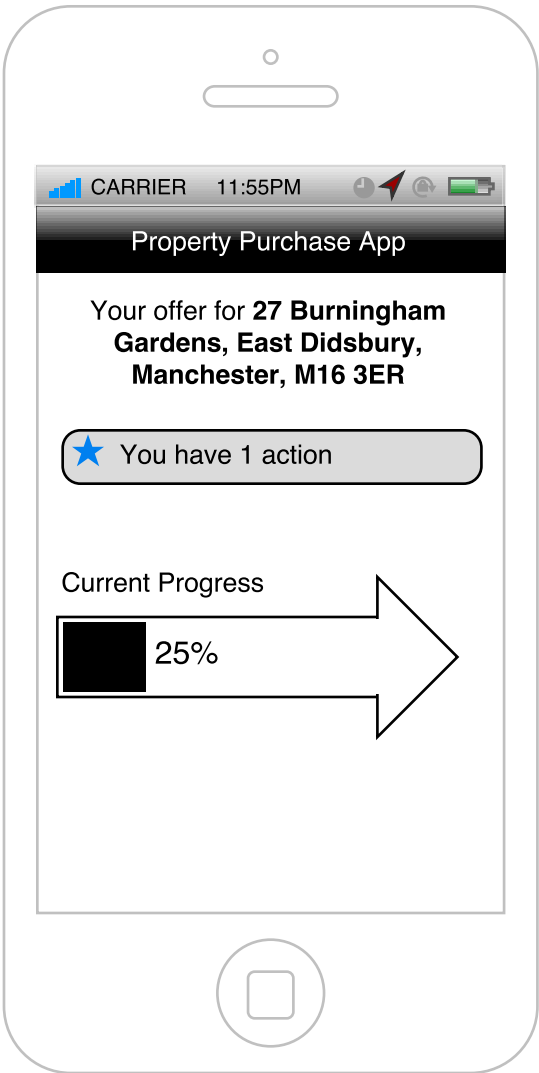 CARRIER 11:55PM
Property Purchase App
Your offer for 27 Burningham
Gardens, East Didsbury,
Manchester, M16 3ER
You have 1 action
Current Progress
25%